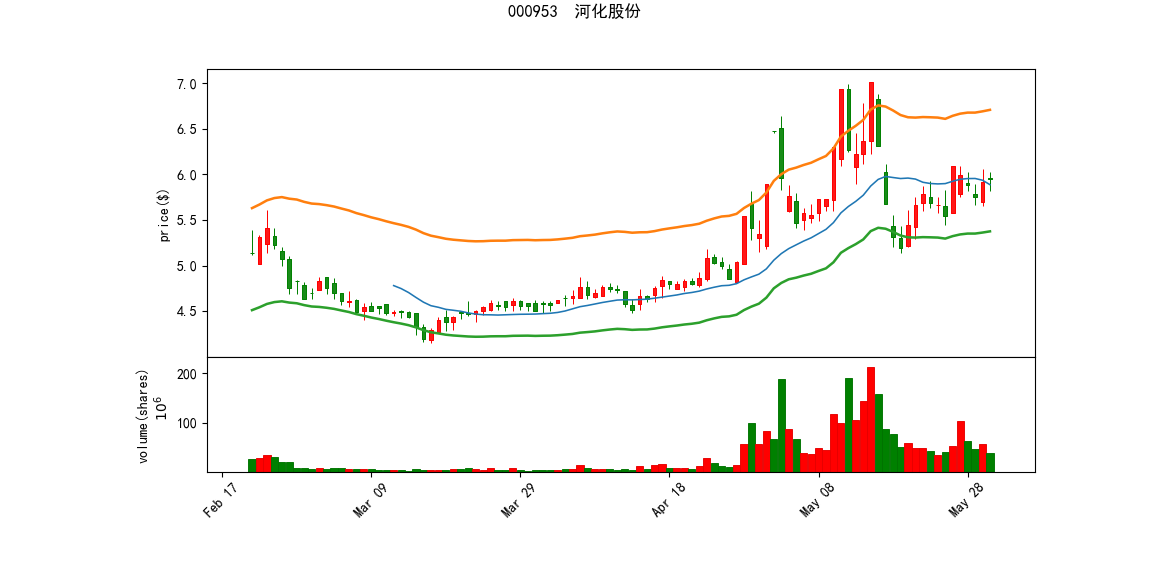 000953 河化股份
price($)
7.0
6.5
6.0
5.5
5.0
4.5
volume(shares)
10^6
200
100
Feb 17
Mar 09
Mar 29
Apr 18
May 08
May 28